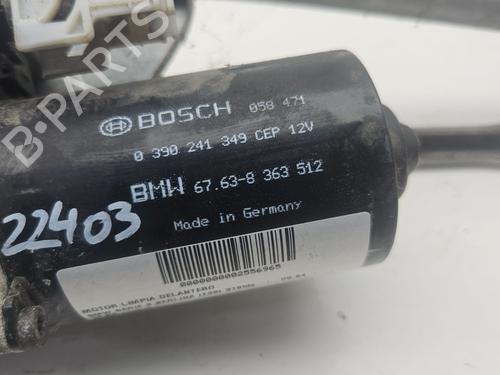 BOSCH 058 471
0 390 241 349 CEP 12V
BMW 67.63-8 363 512
Made in Germany
22403
0000000002556965
MOTOR LIMPIA DELANTERO